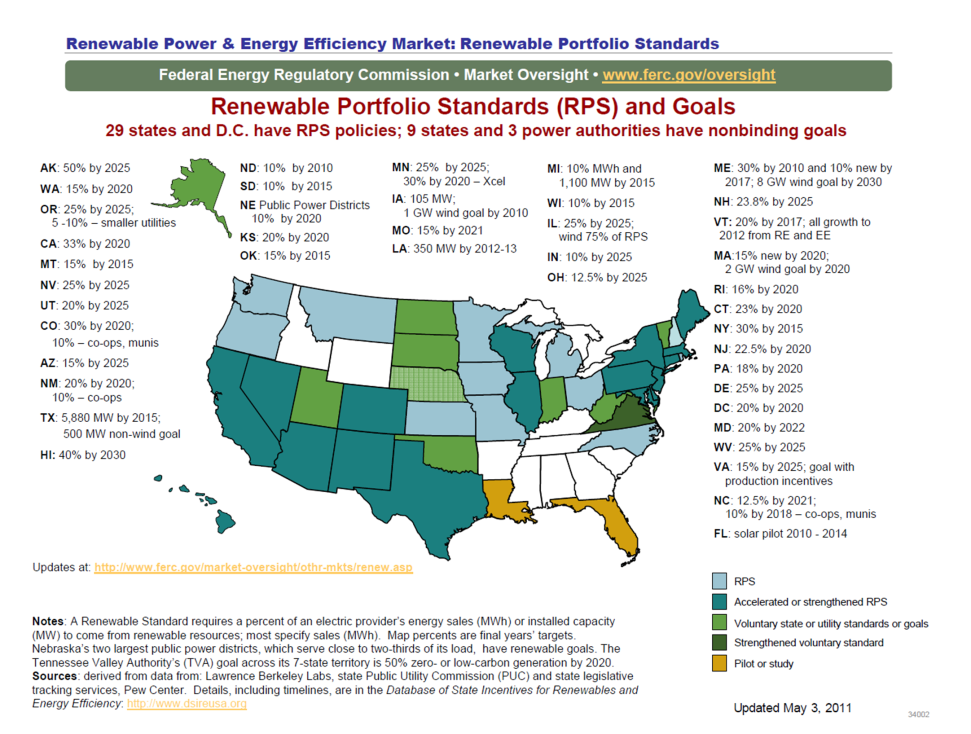 Renewable Power & Energy Efficiency Market: Renewable Portfolio Standards
Federal Energy Regulatory Commission • Market Oversight • www.ferc.gov/oversight
Renewable Portfolio Standards (RPS) and Goals
29 states and D.C. have RPS policies; 9 states and 3 power authorities have nonbinding goals
AK: 50% by 2025
WA: 15% by 2020
OR: 25% by 2025;
5 -10% – smaller utilities
CA: 33% by 2020
MT: 15% by 2015
NV: 25% by 2025
UT: 20% by 2025
CO: 30% by 2020;
10% – co-ops, munis
AZ: 15% by 2025
NM: 20% by 2020;
10% – co-ops
TX: 5,880 MW by 2015;
500 MW non-wind goal
HI: 40% by 2030
ND: 10% by 2010
SD: 10% by 2015
NE Public Power Districts
10% by 2020
KS: 20% by 2020
OK: 15% by 2015
MN: 25% by 2025;
30% by 2020 – Xcel
IA: 105 MW;
1 GW wind goal by 2010
MO: 15% by 2021
LA: 350 MW by 2012-13
MI: 10% MWh and
1,100 MW by 2015
WI: 10% by 2015
IL: 25% by 2025;
wind 75% of RPS
IN: 10% by 2025
OH: 12.5% by 2025
ME: 30% by 2010 and 10% new by
2017; 8 GW wind goal by 2030
NH: 23.8% by 2025
VT: 20% by 2017; all growth to
2012 from RE and EE
MA:15% new by 2020;
2 GW wind goal by 2020
RI: 16% by 2020
CT: 23% by 2020
NY: 30% by 2015
NJ: 22.5% by 2020
PA: 18% by 2020
DE: 25% by 2025
DC: 20% by 2020
MD: 20% by 2022
WV: 25% by 2025
VA: 15% by 2025; goal with
production incentives
NC: 12.5% by 2021;
10% by 2018 – co-ops, munis
FL: solar pilot 2010 - 2014
Updates at: http://www.ferc.gov/market-oversight/othr-mkts/renew.asp
RPS
Accelerated or strengthened RPS
Voluntary state or utility standards or goals
Strengthened voluntary standard
Pilot or study
Notes: A Renewable Standard requires a percent of an electric provider's energy sales (MWh) or installed capacity
(MW) to come from renewable resources; most specify sales (MWh). Map percents are final years' targets.
Nebraska's two largest public power districts, which serve close to two-thirds of its load, have renewable goals. The
Tennessee Valley Authority's (TVA) goal across its 7-state territory is 50% zero- or low-carbon generation by 2020.
Sources: derived from data from: Lawrence Berkeley Labs, state Public Utility Commission (PUC) and state legislative
tracking services, Pew Center. Details, including timelines, are in the Database of State Incentives for Renewables and
Energy Efficiency: http://www.dsireusa.org
Updated May 3, 2011
34002